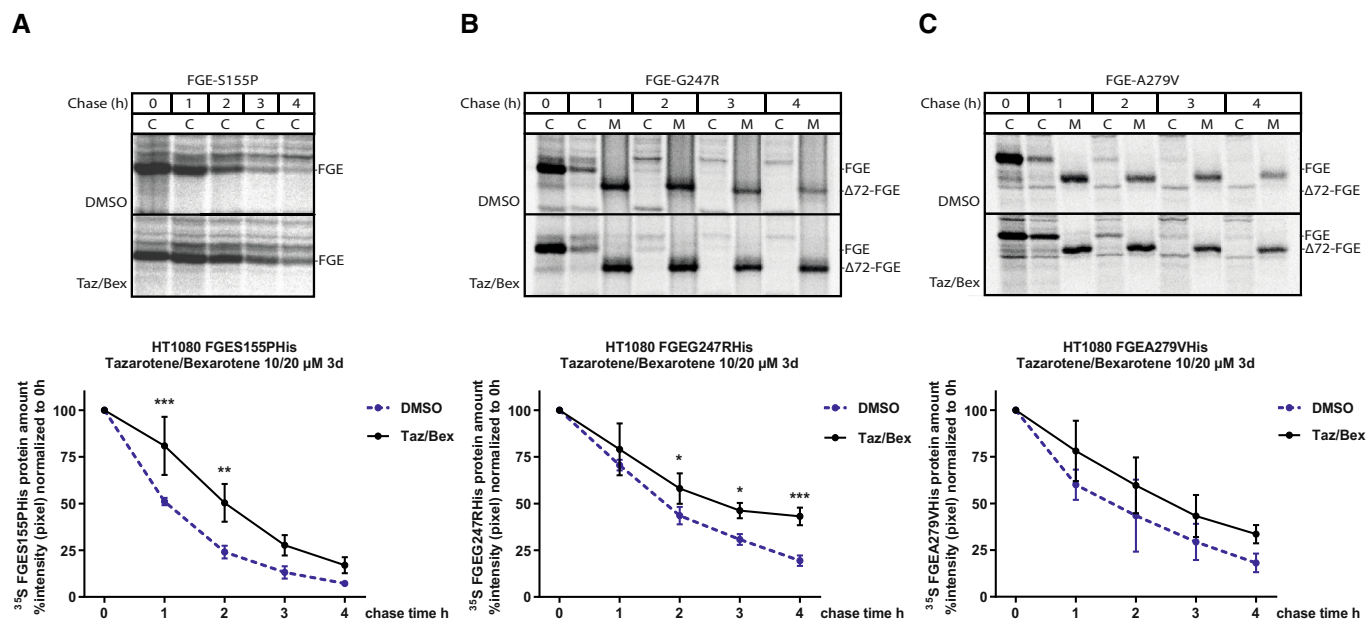 A
B
C
FGE-S155P
Chase (h) 0 1 2 3 4
C C C C C
FGE
DMSO
FGE
Taz/Bex
FGE-G247R
Chase (h) 0 1 2 3 4
C C M C M C M C M
FGE
Δ72-FGE
DMSO
FGE
Δ72-FGE
Taz/Bex
FGE-A279V
Chase (h) 0 1 2 3 4
C C M C M C M C M
FGE
Δ72-FGE
DMSO
FGE
Δ72-FGE
Taz/Bex
HT1080 FGES155PHis
Tazarotene/Bexarotene 10/20 µM 3d
35S FGES155PHis protein amount
%intensity (pixel) normalized to 0h
100
75
50
25
0
*** 
**
DMSO
Taz/Bex
0 1 2 3 4 chase time h
HT1080 FGEG247RHis
Tazarotene/Bexarotene 10/20 µM 3d
35S FGEG247RHis protein amount
%intensity (pixel) normalized to 0h
100
75
50
25
0
*
*
***
DMSO
Taz/Bex
0 1 2 3 4 chase time h
HT1080 FGEA279VHis
Tazarotene/Bexarotene 10/20 µM 3d
35S FGEA279VHis protein amount
%intensity (pixel) normalized to 0h
100
75
50
25
0
DMSO
Taz/Bex
0 1 2 3 4 chase time h